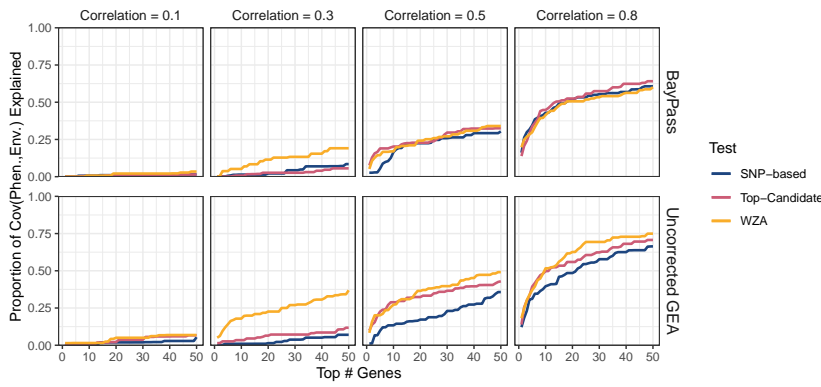 Correlation = 0.1 Correlation = 0.3 Correlation = 0.5 Correlation = 0.8
1.00
0.75
0.50
0.25
0.00
BayPass
1.00
0.75
0.50
0.25
0.00
Uncorrected GEA
0 10 20 30 40 50 0 10 20 30 40 50 0 10 20 30 40 50 0 10 20 30 40 50
Top # Genes
Proportion of Cov(Phen.,Env.) Explained
Test
SNP−based
Top−Candidate
WZA